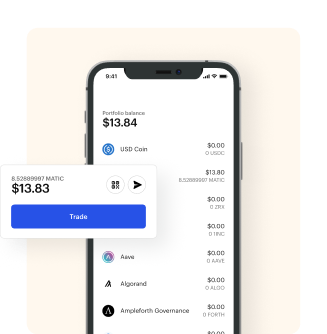 9:41
Portfolio balance
$13.84
USD Coin
$0.00
0 USDC
8.52889997 MATIC
$13.83
Trade
$13.80
8.52889997 MATIC
$0.00
0 ZRX
$0.00
0 1INC
Aave
$0.00
0 AAVE
Algorand
$0.00
0 ALGO
Ampleforth Governance
$0.00
0 FORTH
$0.00